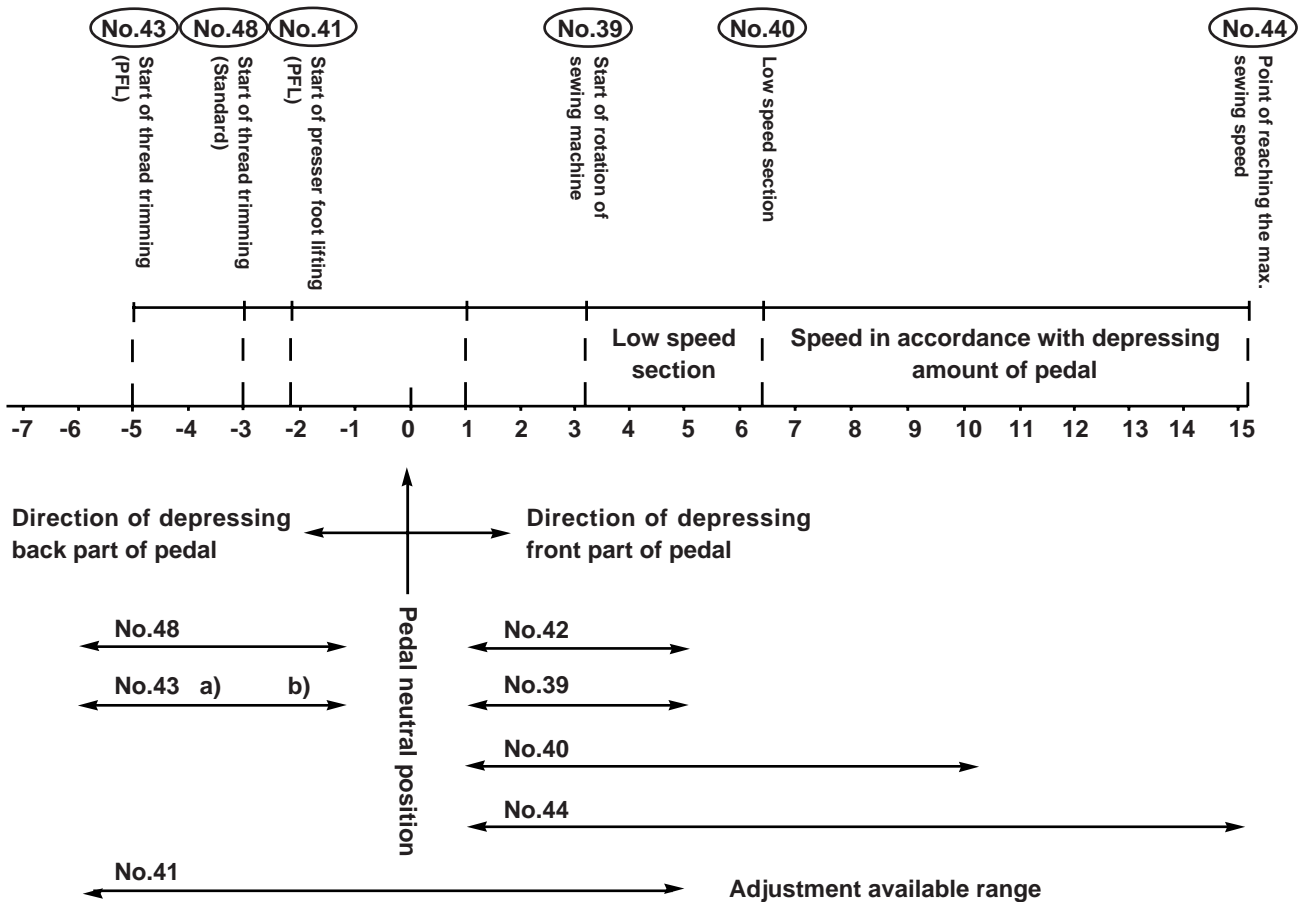 No.43
No.48
No.41
No.39
No.40
No.44
Start of thread trimming
(PFL)
Start of thread trimming
(Standard)
Start of presser foot lifting
(PFL)
Start of rotation of
sewing machine
Low speed section
Point of reaching the max.
sewing speed
Low speed
section
Speed in accordance with depressing
amount of pedal
-7 -6 -5 -4 -3 -2 -1 0 1 2 3 4 5 6 7 8 9 10 11 12 13 14 15
Direction of depressing
back part of pedal
Direction of depressing
front part of pedal
Pedal neutral position
No.48
No.42
No.43 a) b)
No.39
No.40
No.44
No.41
Adjustment available range